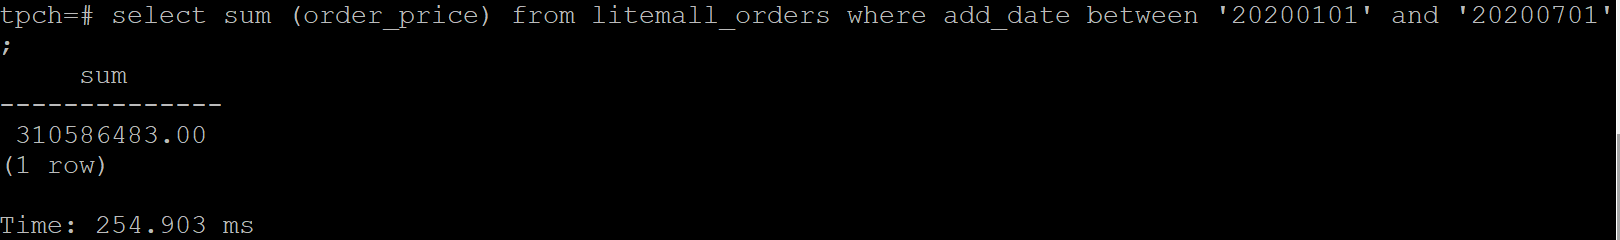 tpch=# select sum (order_price) from litemall_orders where add_date between '20200101' and '20200701'
;
sum
--------------
310586483.00
(1 row)
Time: 254.903 ms